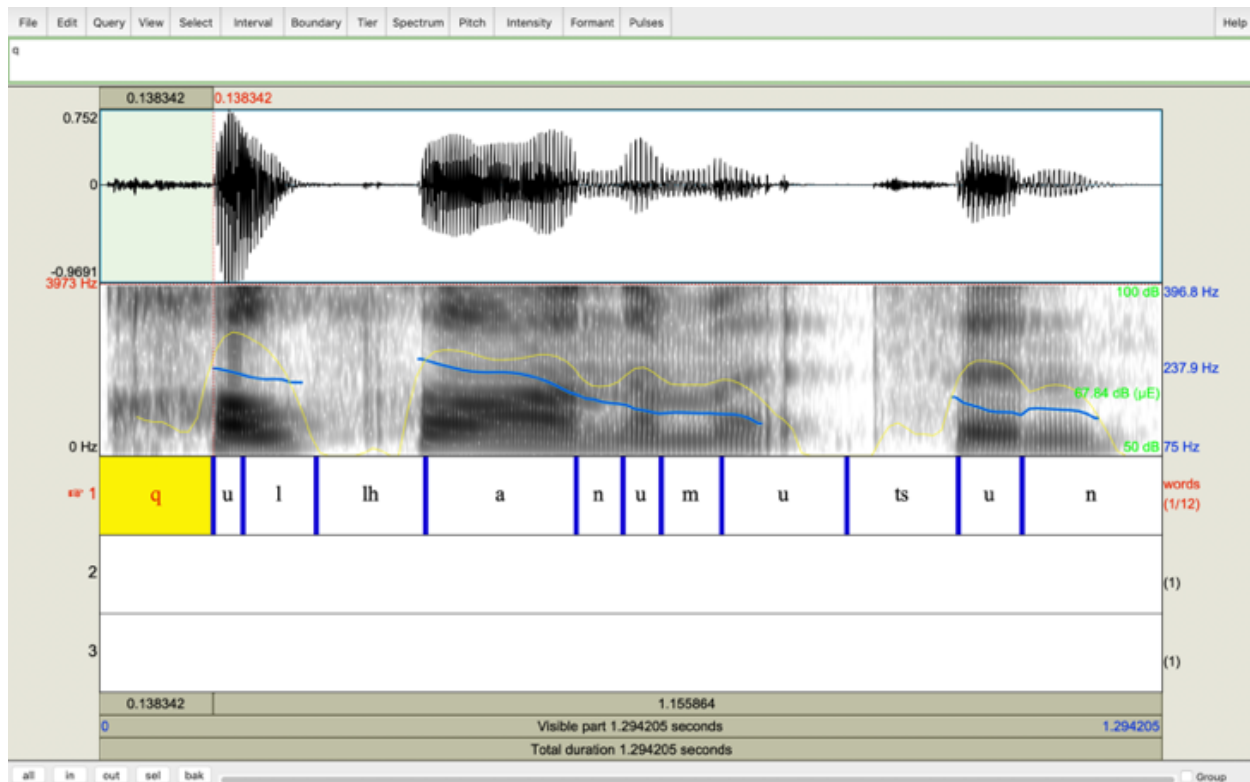 File Edit Query View Select Interval Boundary Tier Spectrum Pitch Intensity Formant Pulses Help
q
0.138342 0.138342
0.752
0
-0.9691
3973 Hz 100 dB 396.8 Hz
237.9 Hz
67.84 dB (µE)
0 Hz 50 dB 75 Hz
☞ 1 q u l lh a n u m u ts u n words
(1/12)
2 (1)
3 (1)
0.138342 1.155864
0 Visible part 1.294205 seconds 1.294205
Total duration 1.294205 seconds
all in out sel bak Group